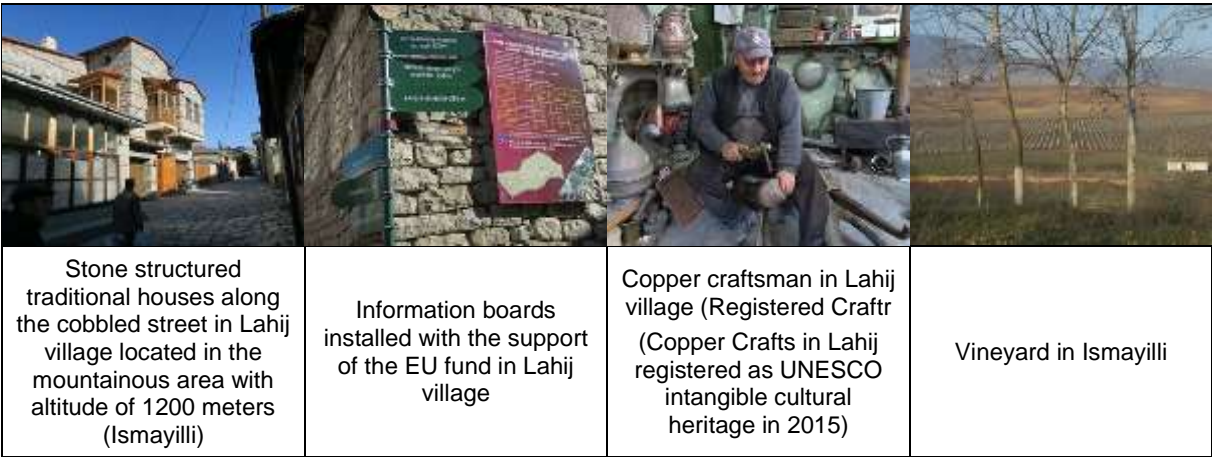 Stone structured
traditional houses along
the cobbled street in Lahij
village located in the
mountainous area with
altitude of 1200 meters
(Ismayilli)
Information boards
installed with the support
of the EU fund in Lahij
village
Copper craftsman in Lahij
village (Registered Craftr
(Copper Crafts in Lahij
registered as UNESCO
intangible cultural
heritage in 2015)
Vineyard in Ismayilli